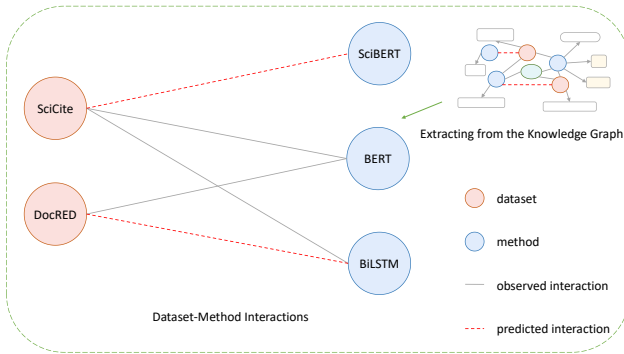 SciBERT
SciCite
Extracting from the Knowledge Graph
BERT
dataset
DocRED
method
BiLSTM
observed interaction
Dataset-Method Interactions
predicted interaction